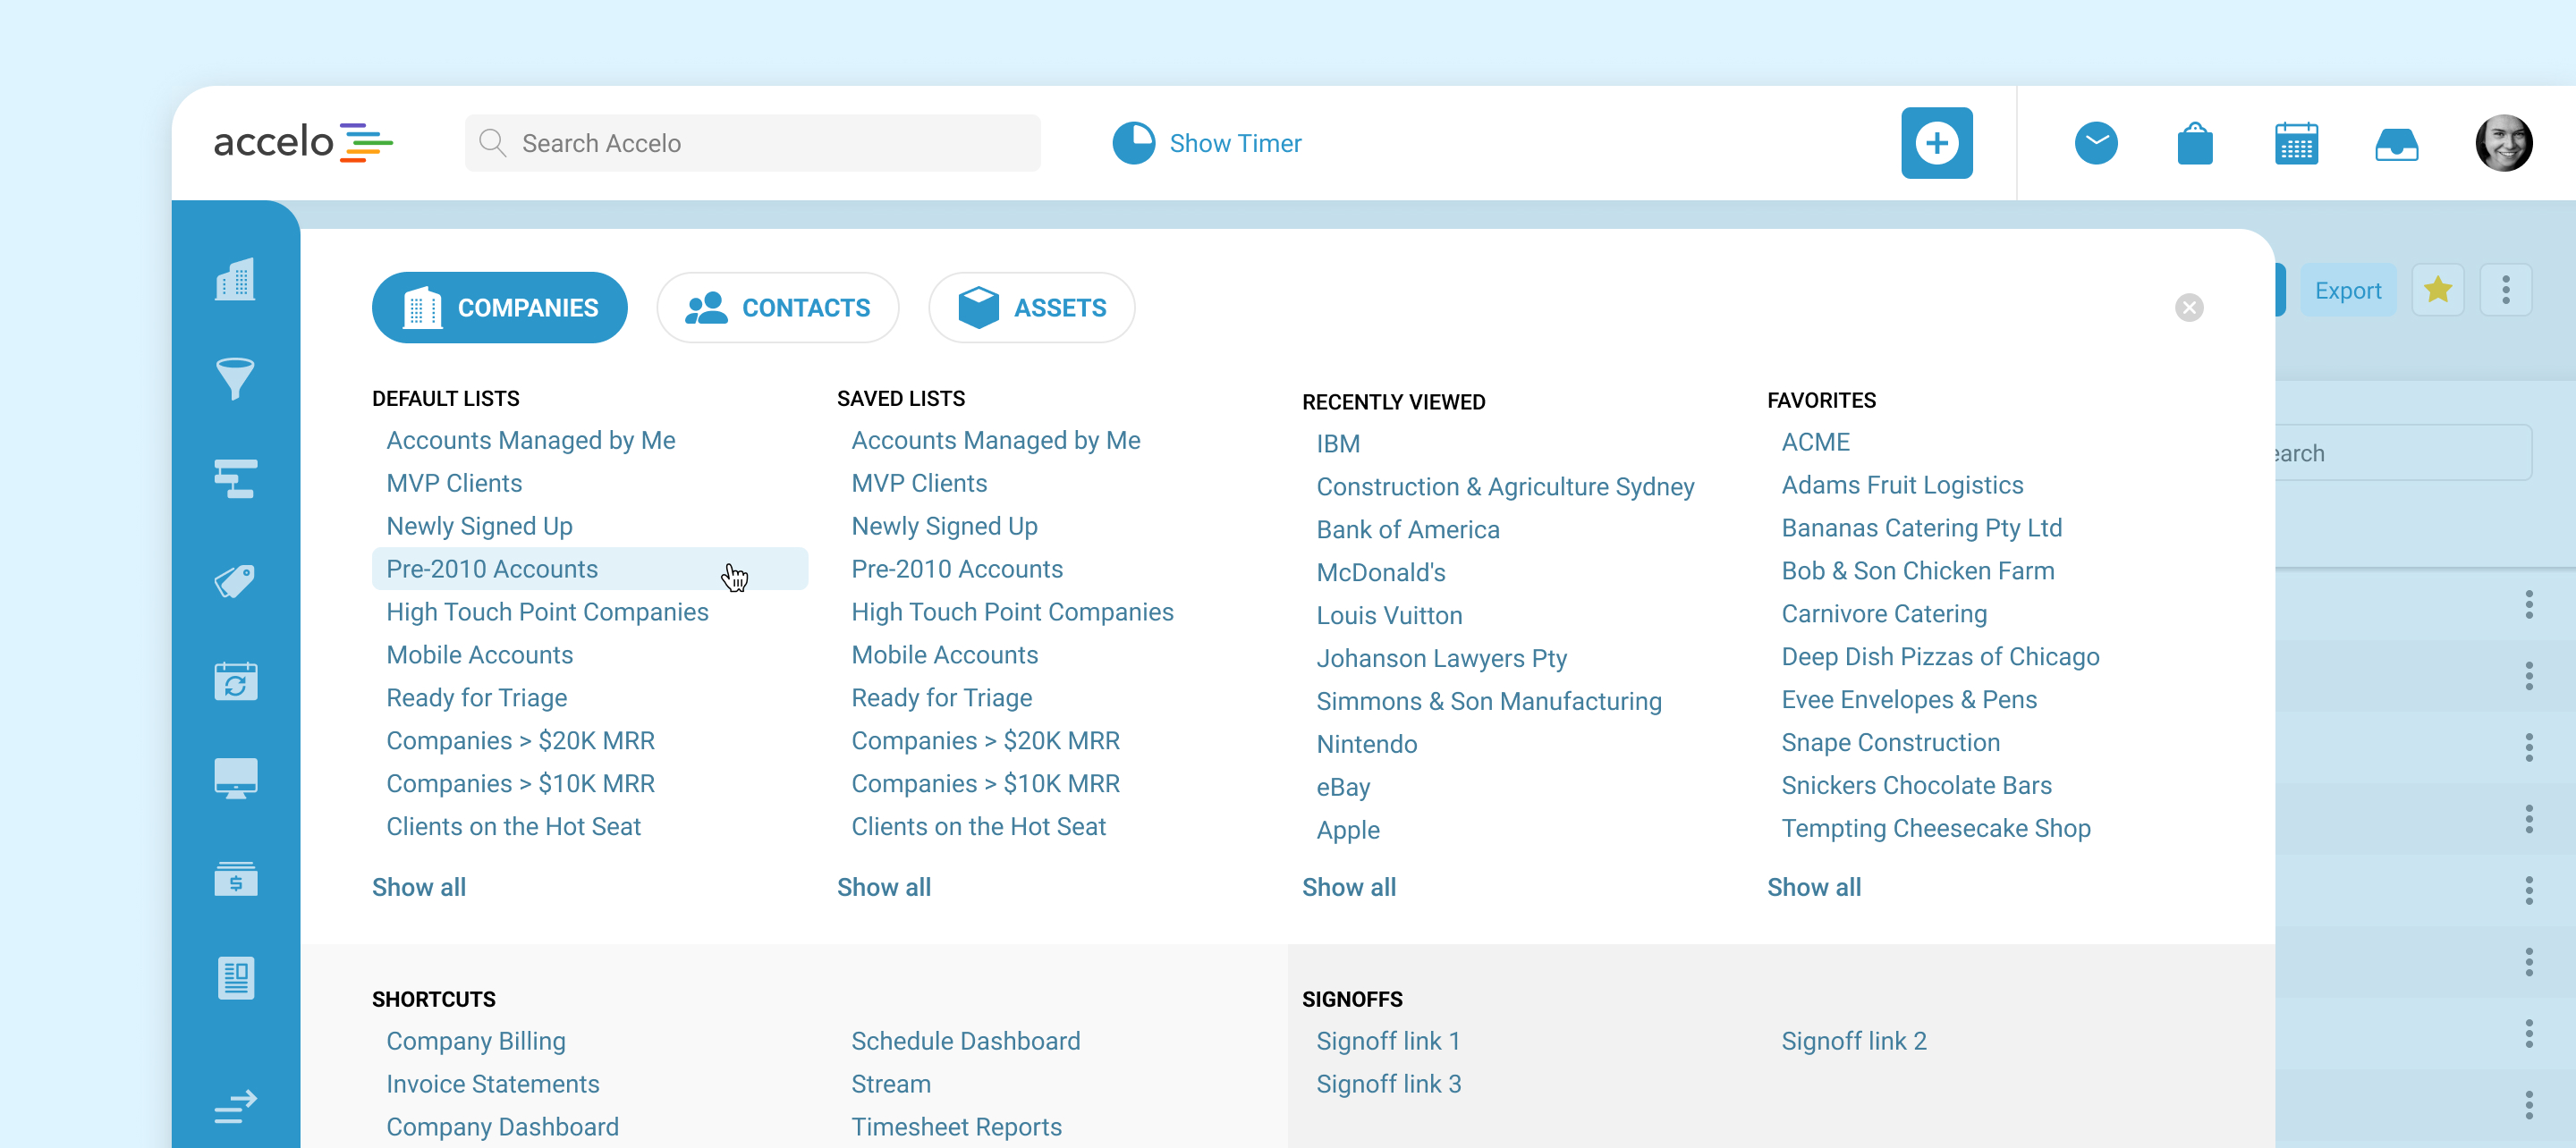 accelo
Search Accelo
Show Timer
COMPANIES
CONTACTS
ASSETS
Export
DEFAULT LISTS
Accounts Managed by Me
MVP Clients
Newly Signed Up
Pre-2010 Accounts
High Touch Point Companies
Mobile Accounts
Ready for Triage
Companies > $20K MRR
Companies > $10K MRR
Clients on the Hot Seat
Show all
SAVED LISTS
Accounts Managed by Me
MVP Clients
Newly Signed Up
Pre-2010 Accounts
High Touch Point Companies
Mobile Accounts
Ready for Triage
Companies > $20K MRR
Companies > $10K MRR
Clients on the Hot Seat
Show all
RECENTLY VIEWED
IBM
Construction & Agriculture Sydney
Bank of America
McDonald's
Louis Vuitton
Johanson Lawyers Pty
Simmons & Son Manufacturing
Nintendo
eBay
Apple
Show all
FAVORITES
ACME
Adams Fruit Logistics
Bananas Catering Pty Ltd
Bob & Son Chicken Farm
Carnivore Catering
Deep Dish Pizzas of Chicago
Evee Envelopes & Pens
Snape Construction
Snickers Chocolate Bars
Tempting Cheesecake Shop
Show all
earch
SHORTCUTS
Company Billing
Invoice Statements
Company Dashboard
Schedule Dashboard
Stream
Timesheet Reports
SIGNOFFS
Signoff link 1
Signoff link 3
Signoff link 2